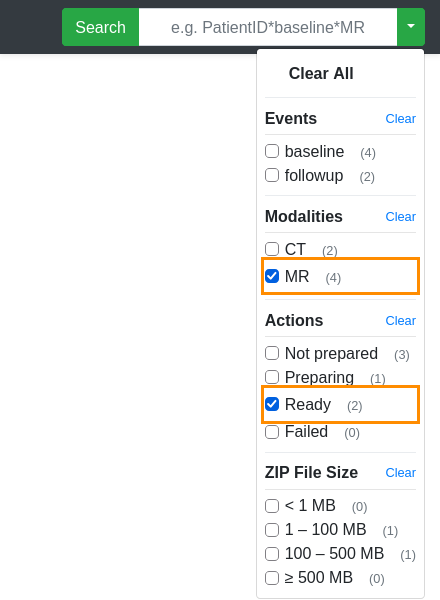 Search e.g. PatientID*baseline*MR
Clear All
Events Clear
baseline (4)
followup (2)
Modalities Clear
CT (2)
MR (4)
Actions Clear
Not prepared (3)
Preparing (1)
Ready (2)
Failed (0)
ZIP File Size Clear
< 1 MB (0)
1 – 100 MB (1)
100 – 500 MB (1)
≥ 500 MB (0)